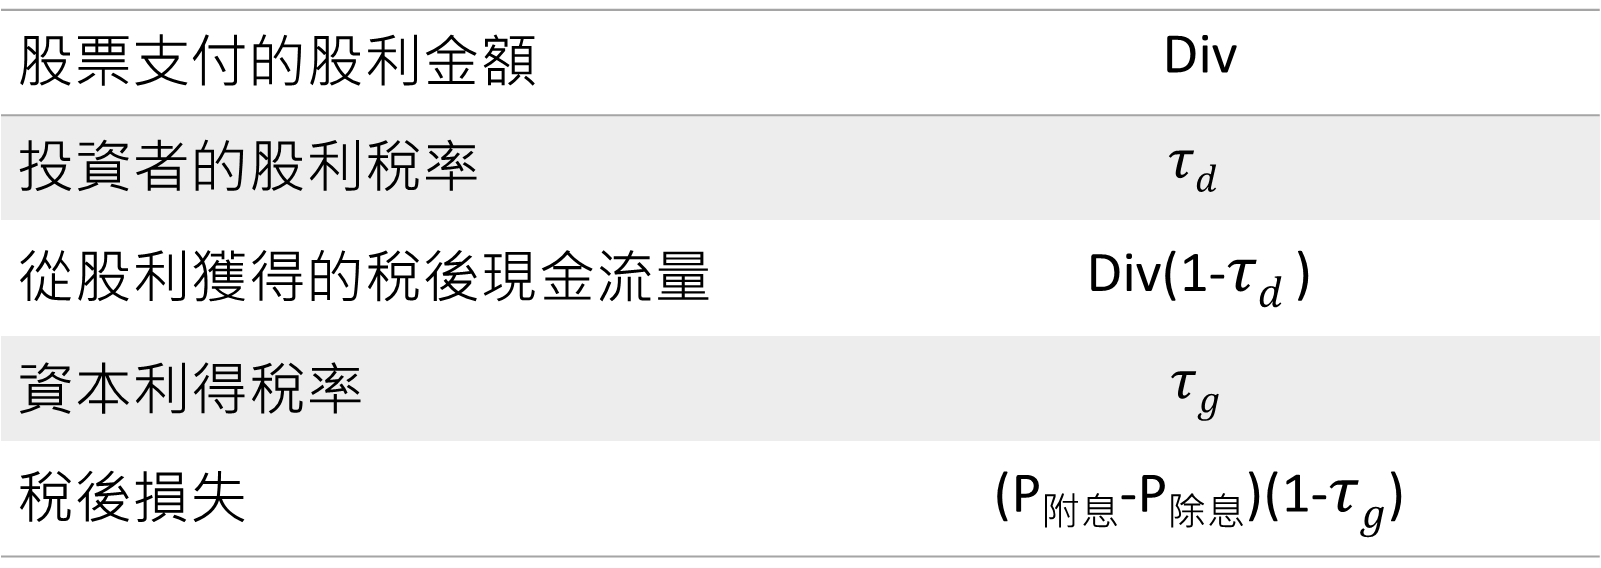 股票支付的股利金額 Div
投資者的股利稅率 τd
從股利獲得的稅後現金流量 Div(1-τd )
資本利得稅率 τg
稅後損失 (P附息-P除息)(1-τg)